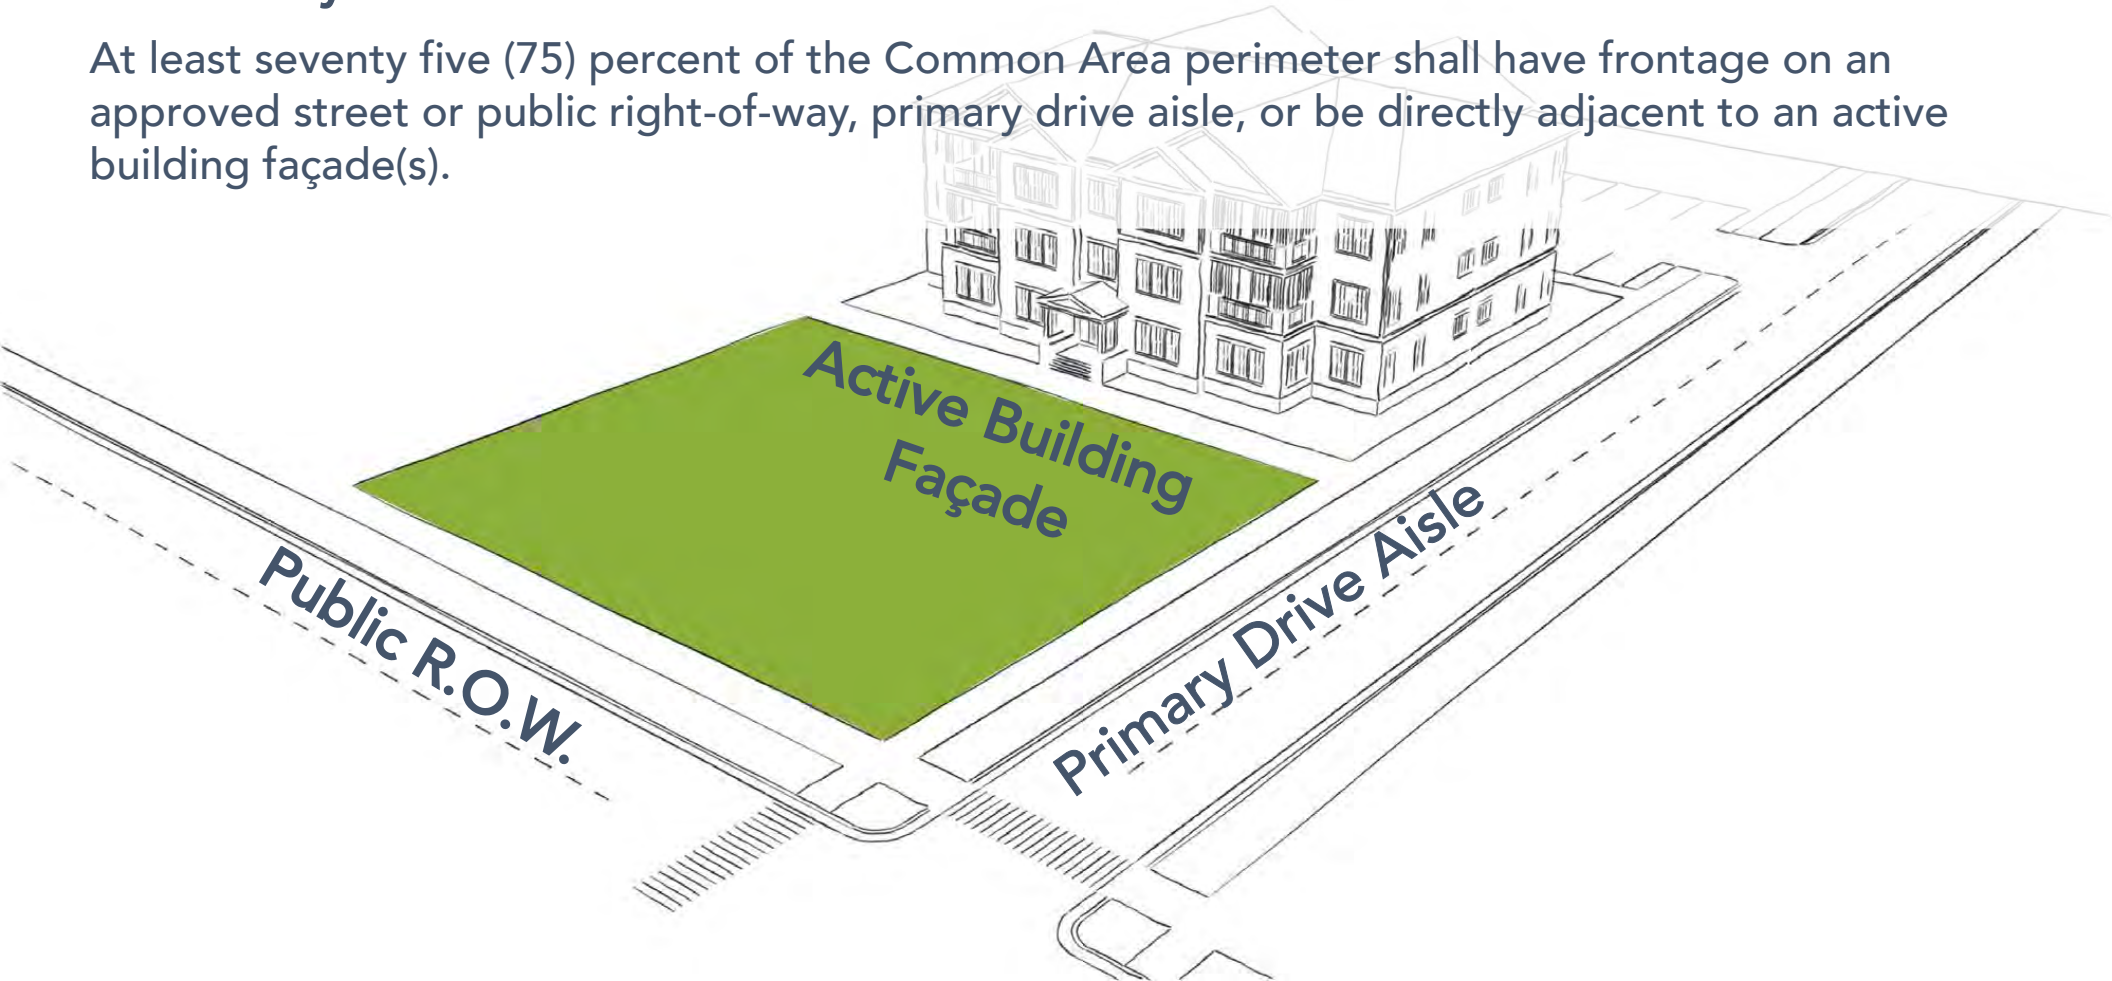 At least seventy five (75) percent of the Common Area perimeter shall have frontage on an
approved street or public right-of-way, primary drive aisle, or be directly adjacent to an active
building façade(s).
Active Building
Façade
Public R.O.W.
Primary Drive Aisle